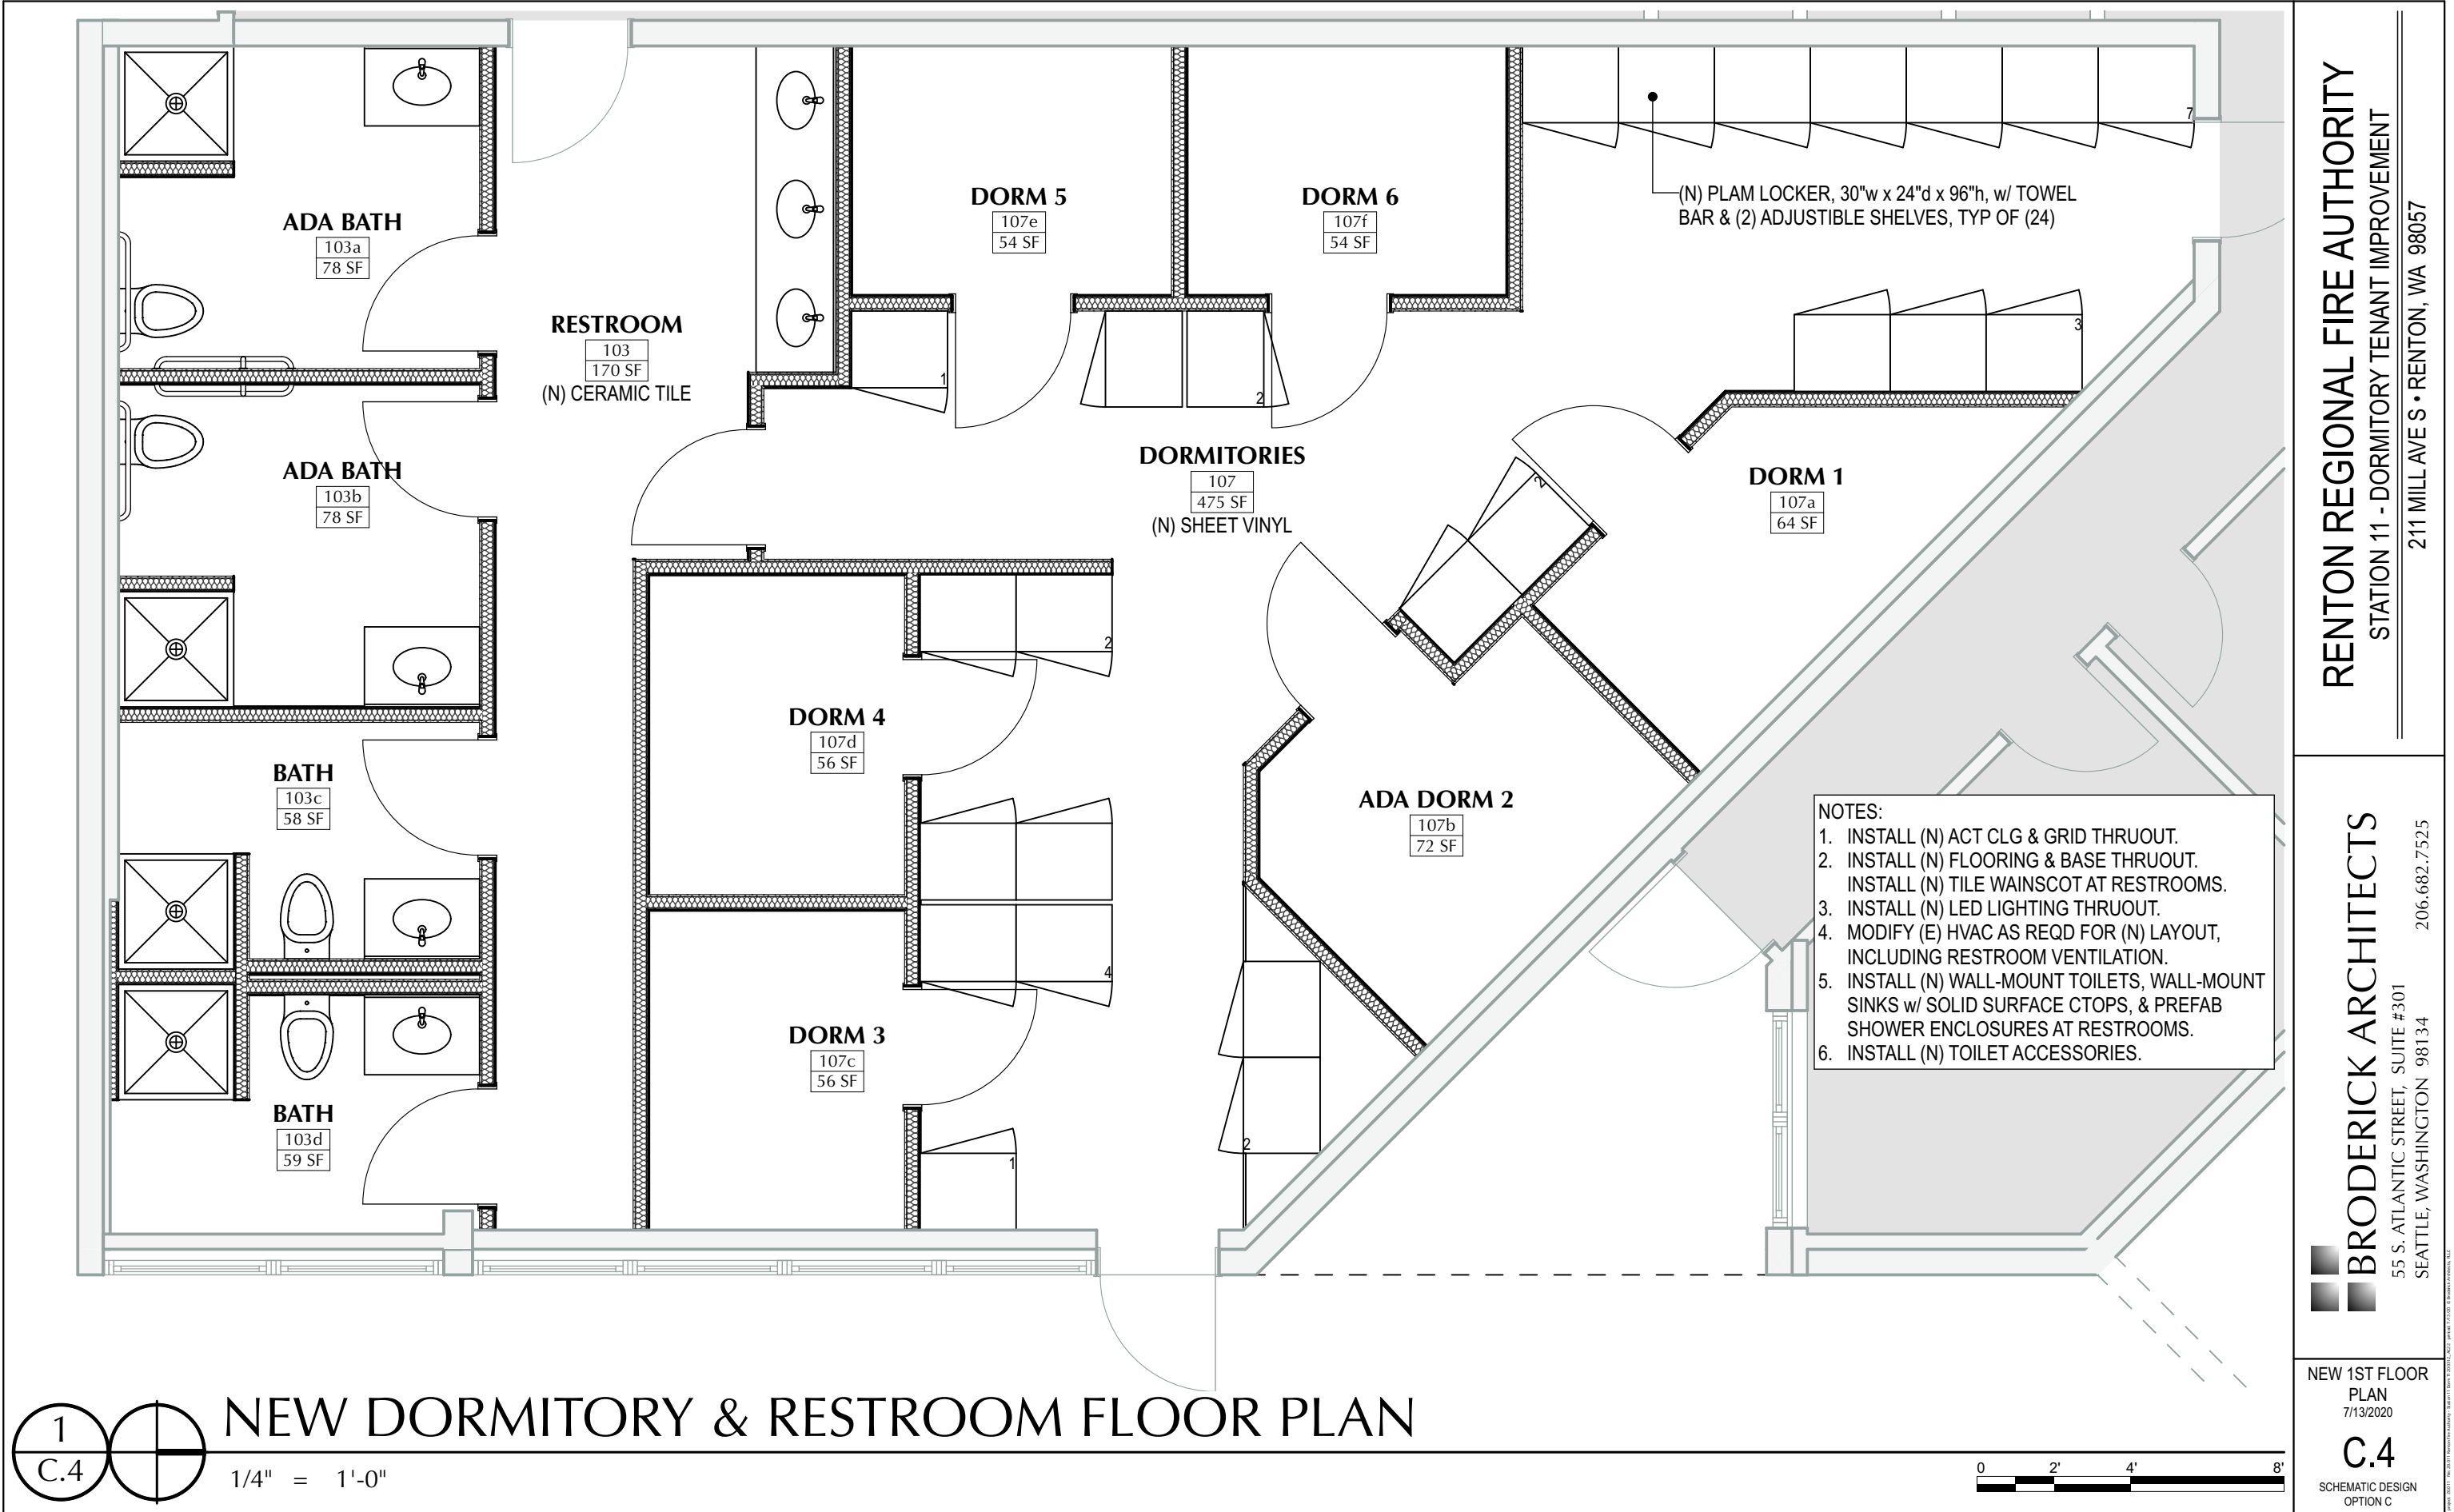 ADA BATH
103a
78 SF
RESTROOM
103
170 SF
(N) CERAMIC TILE
DORM 5
107e
54 SF
DORM 6
107f
54 SF
7
(N) PLAM LOCKER, 30"w x 24"d x 96"h, w/ TOWEL
BAR & (2) ADJUSTIBLE SHELVES, TYP OF (24)
3
1
2
ADA BATH
103b
78 SF
DORMITORIES
107
475 SF
(N) SHEET VINYL
2
DORM 1
107a
64 SF
2
DORM 4
107d
56 SF
BATH
103c
58 SF
ADA DORM 2
107b
72 SF
4
DORM 3
107c
56 SF
BATH
103d
59 SF
1
2
NOTES:
1. INSTALL (N) ACT CLG & GRID THRUOUT.
2. INSTALL (N) FLOORING & BASE THRUOUT.
INSTALL (N) TILE WAINSCOT AT RESTROOMS.
3. INSTALL (N) LED LIGHTING THRUOUT.
4. MODIFY (E) HVAC AS REQD FOR (N) LAYOUT,
INCLUDING RESTROOM VENTILATION.
5. INSTALL (N) WALL-MOUNT TOILETS, WALL-MOUNT
SINKS w/ SOLID SURFACE CTOPS, & PREFAB
SHOWER ENCLOSURES AT RESTROOMS.
6. INSTALL (N) TOILET ACCESSORIES.
1
C.4
NEW DORMITORY & RESTROOM FLOOR PLAN
1/4" = 1'-0"
0 2' 4' 8'
RENTON REGIONAL FIRE AUTHORITY
STATION 11 - DORMITORY TENANT IMPROVEMENT
211 MILL AVE S • RENTON, WA 98057
BRODERICK ARCHITECTS
55 S. ATLANTIC STREET, SUITE #301
SEATTLE, WASHINGTON 98134 206.682.7525
NEW 1ST FLOOR
PLAN
7/13/2020
C.4
SCHEMATIC DESIGN
OPTION C